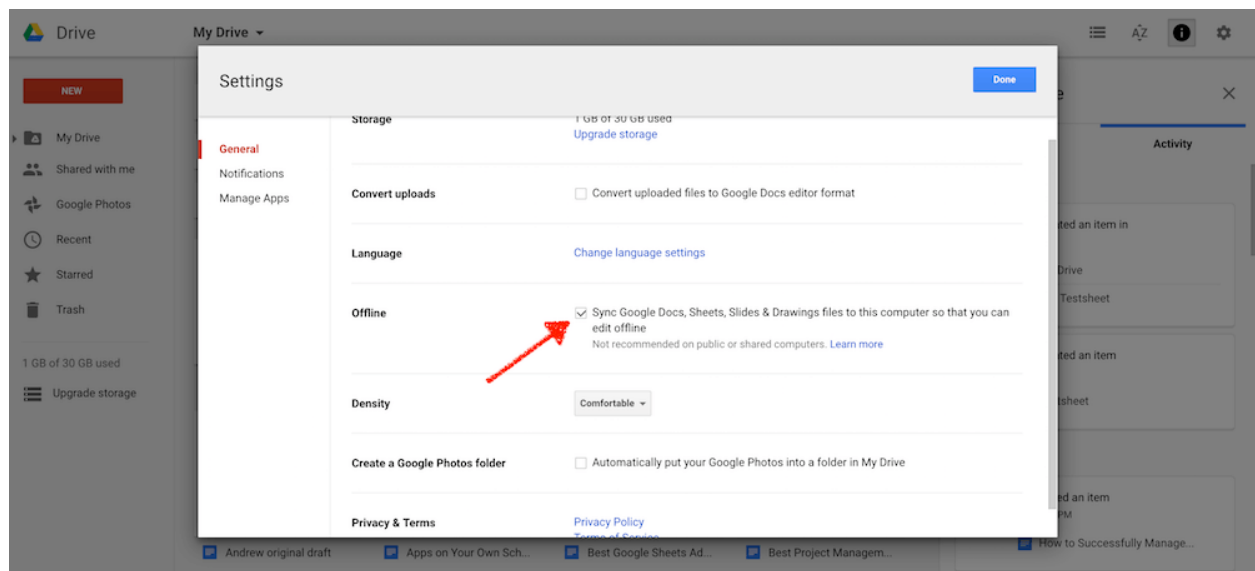 Drive
My Drive
Settings
Done
NEW
My Drive
Shared with me
Google Photos
Recent
Starred
Trash
1 GB of 30 GB used
Upgrade storage
General
Notifications
Manage Apps
Storage
1 GB of 30 GB used
Upgrade storage
Convert uploads
Convert uploaded files to Google Docs editor format
Language
Change language settings
Offline
Sync Google Docs, Sheets, Slides & Drawings files to this computer so that you can
edit offline
Not recommended on public or shared computers. Learn more
Density
Comfortable
Create a Google Photos folder
Automatically put your Google Photos into a folder in My Drive
Privacy & Terms
Privacy Policy
Terms of Service
AZ
Activity
an item in
Drive
Testsheet
an item
an item
PM
How to Successfully Manage...
Andrew original draft
Apps on Your Own Sch...
Best Google Sheets Ad...
Best Project Managem...